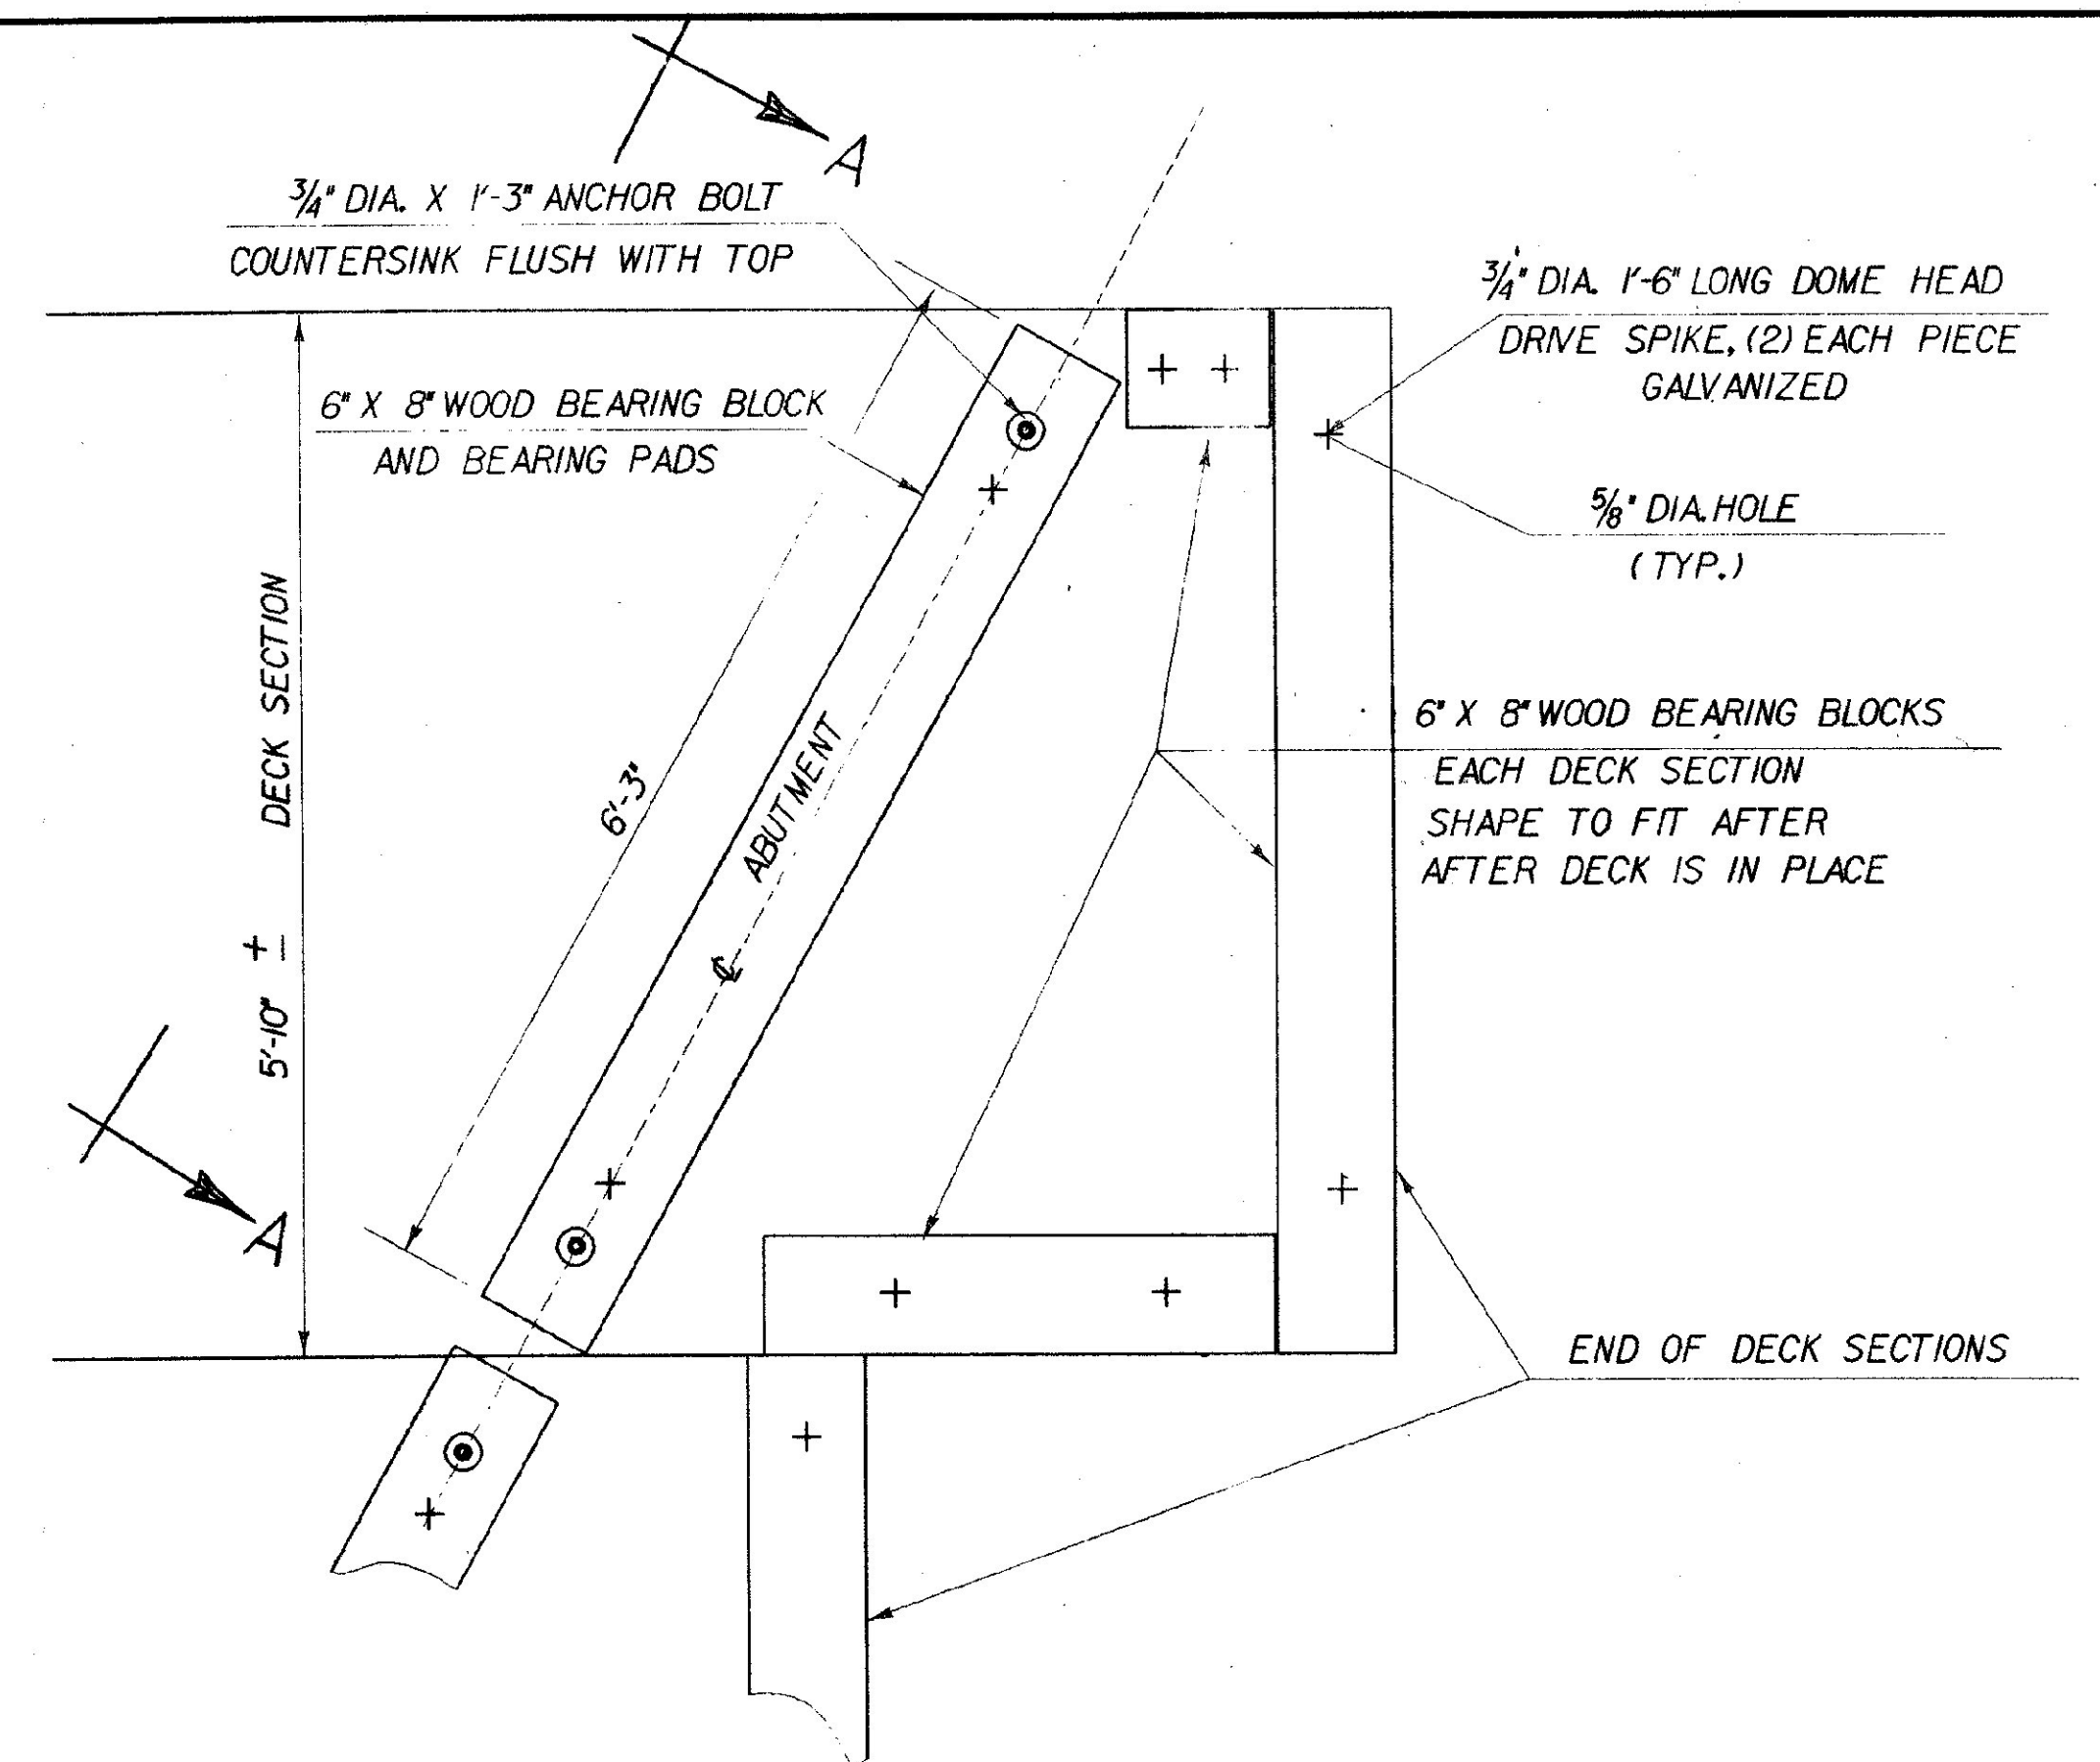 A
3/4" DIA. X 1'-3" ANCHOR BOLT
COUNTERSINK FLUSH WITH TOP
3/4" DIA. 1'-6" LONG DOME HEAD
DRIVE SPIKE, (2) EACH PIECE
GALVANIZED
6" X 8" WOOD BEARING BLOCK
AND BEARING PADS
5/8" DIA. HOLE
(TYP.)
5'-10" ± DECK SECTION
6'-3"
℄ ABUTMENT
6" X 8" WOOD BEARING BLOCKS
EACH DECK SECTION
SHAPE TO FIT AFTER
AFTER DECK IS IN PLACE
A
END OF DECK SECTIONS